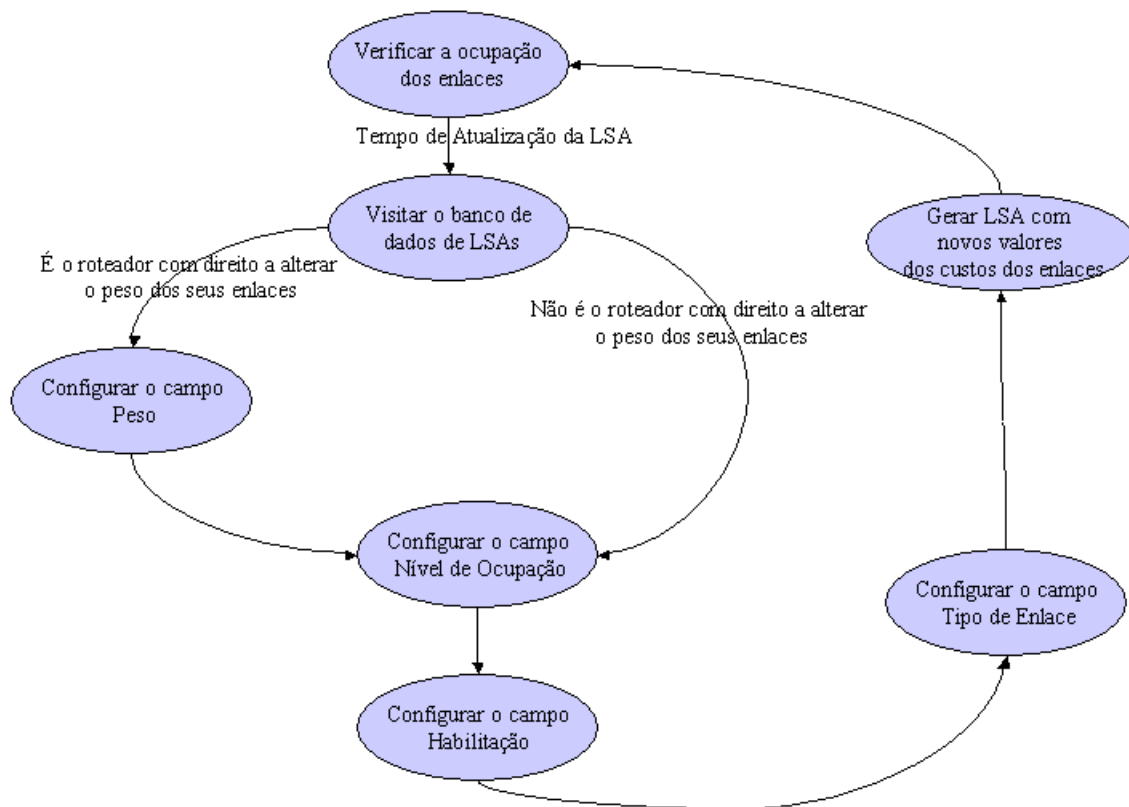 Verificar a ocupação
dos enlaces
Tempo de Atualização da LSA
Visitar o banco de
dados de LSAs
Gerar LSA com
novos valores
dos custos dos enlaces
É o roteador com direito a alterar
o peso dos seus enlaces
Não é o roteador com direito a alterar
o peso dos seus enlaces
Configurar o campo
Peso
Configurar o campo
Nível de Ocupação
Configurar o campo
Tipo de Enlace
Configurar o campo
Habilitação